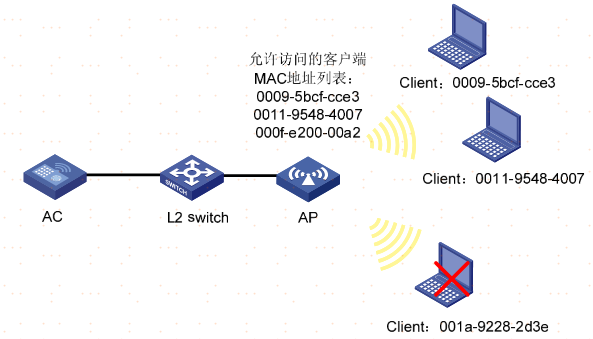 允许访问的客户端
MAC地址列表：
0009-5bcf-cce3
0011-9548-4007
000f-e200-00a2
Client：0009-5bcf-cce3
Client：0011-9548-4007
SWITCH
AC
L2 switch
AP
Client：001a-9228-2d3e